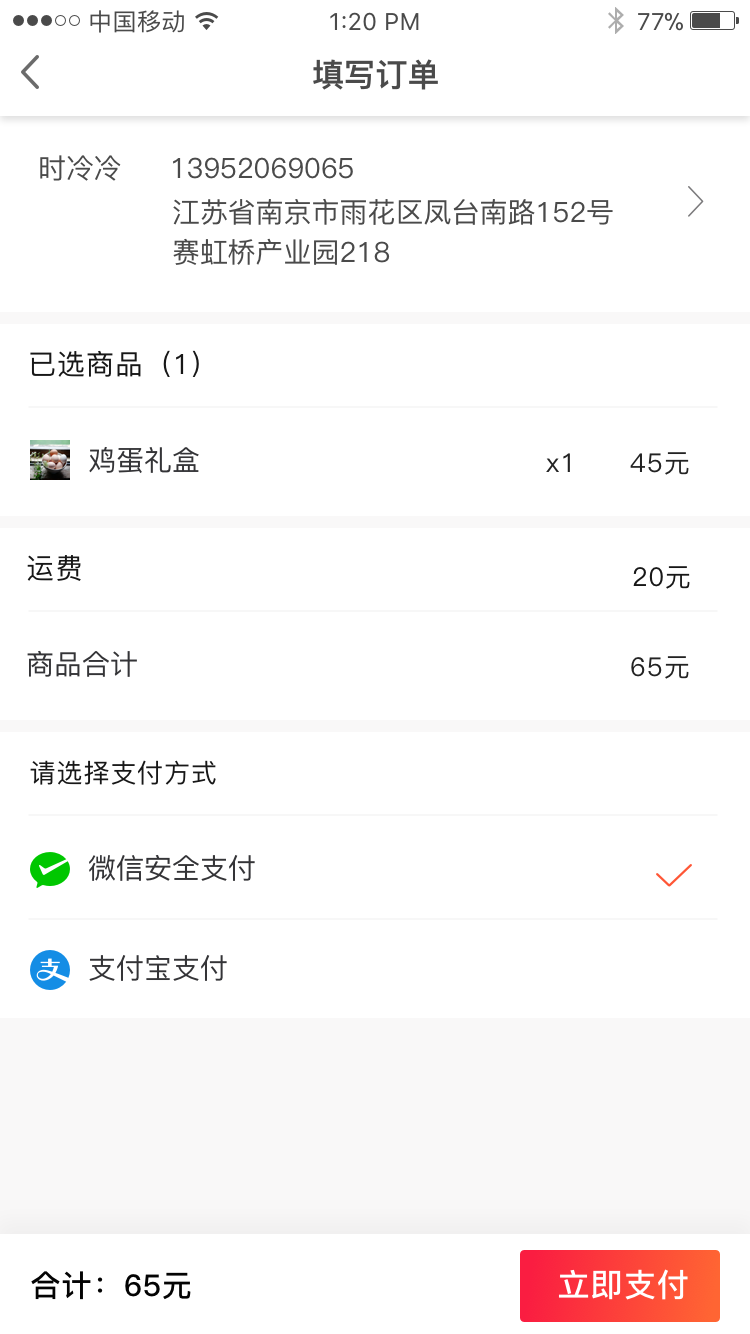 中国移动 1:20 PM 77%
填写订单
时冷冷 13952069065
江苏省南京市雨花区凤台南路152号
赛虹桥产业园218
已选商品（1）
鸡蛋礼盒 x1 45元
运费 20元
商品合计 65元
请选择支付方式
微信安全支付
支 支付宝支付
合计：65元 立即支付